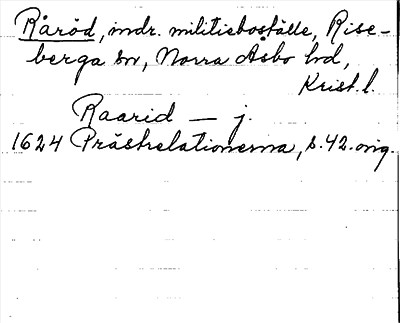 Råröd, indr. militieboställe, Rise-
berga sn, Norra Åsbo hd,
Krist. l.
Raarid — j.
1624 Prästrelationerna, s. 42. orig.